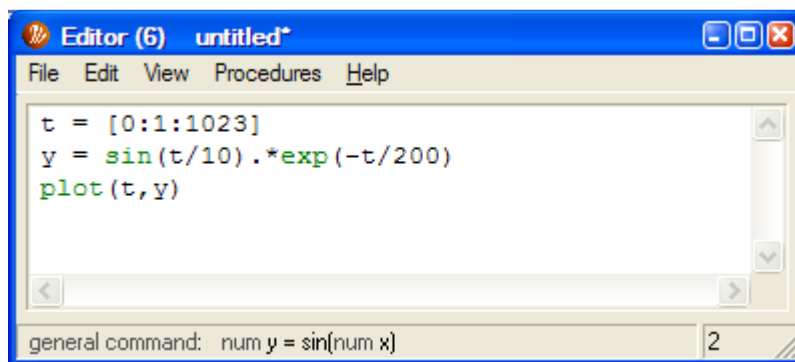 Editor (6) untitled*
File Edit View Procedures Help
t = [0:1:1023]
y = sin(t/10).*exp(-t/200)
plot(t,y)
general command: num y = sin(num x) 2